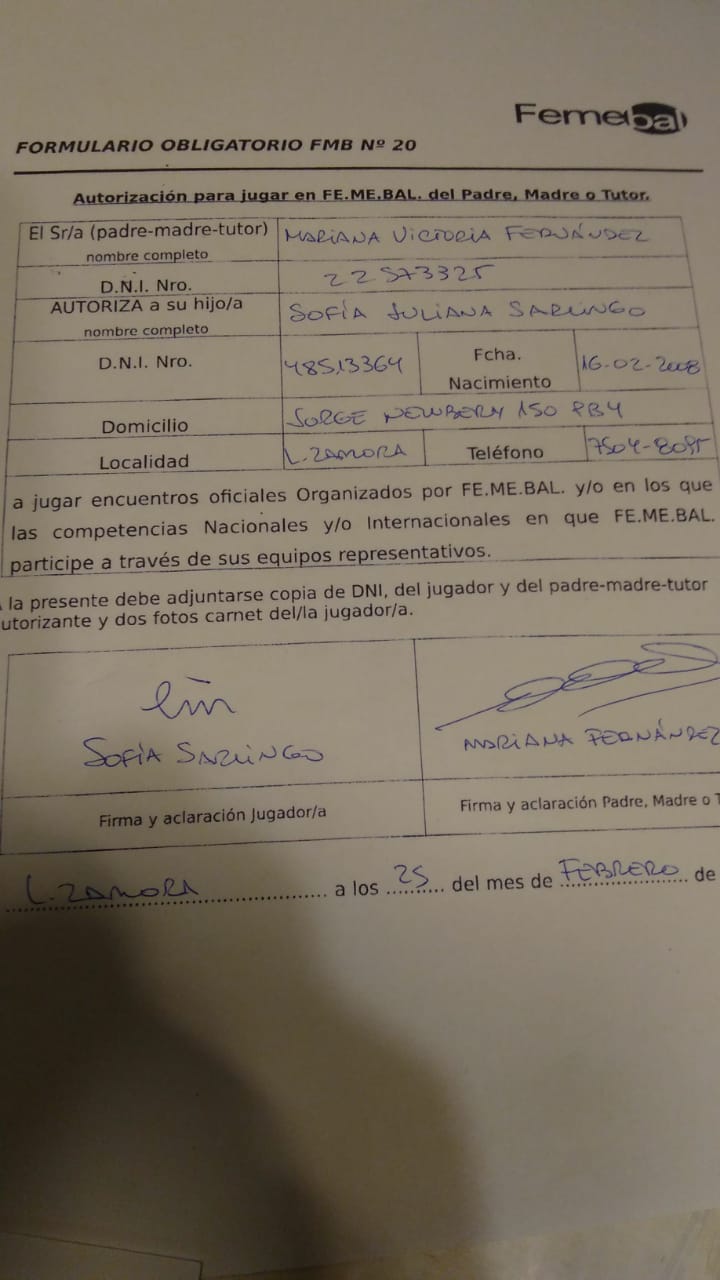 Femebal
FORMULARIO OBLIGATORIO FMB Nº 20
Autorización para jugar en FE.ME.BAL. del Padre, Madre o Tutor.
El Sr/a (padre-madre-tutor) MARIANA VICTORIA FERNÁNDEZ
nombre completo
D.N.I. Nro. 22573325
AUTORIZA a su hijo/a SOFÍA JULIANA SARLINGO
nombre completo
D.N.I. Nro. 48513364 Fcha. Nacimiento 16-02-2008
Domicilio JORGE NEWBERY 150 PB4
Localidad L. ZAMORA Teléfono 7504-8095
a jugar encuentros oficiales Organizados por FE.ME.BAL. y/o en los que
las competencias Nacionales y/o Internacionales en que FE.ME.BAL.
participe a través de sus equipos representativos.
la presente debe adjuntarse copia de DNI, del jugador y del padre-madre-tutor
utorizante y dos fotos carnet del/la jugador/a.
SOFÍA SARLINGO MARIANA FERNÁNDEZ
Firma y aclaración Jugador/a Firma y aclaración Padre, Madre o T
L. ZAMORA a los 25 del mes de FEBRERO de